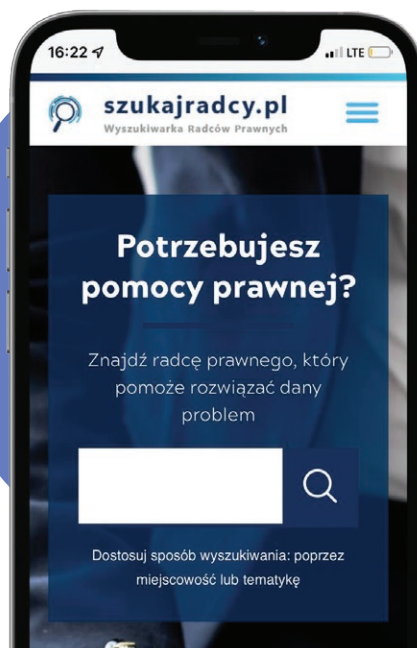 16:22
LTE
szukajradcy.pl
Wyszukiwarka Radców Prawnych
Potrzebujesz
pomocy prawnej?
Znajdź radcę prawnego, który
pomoże rozwiązać dany
problem
Dostosuj sposób wyszukiwania: poprzez
miejscowość lub tematykę